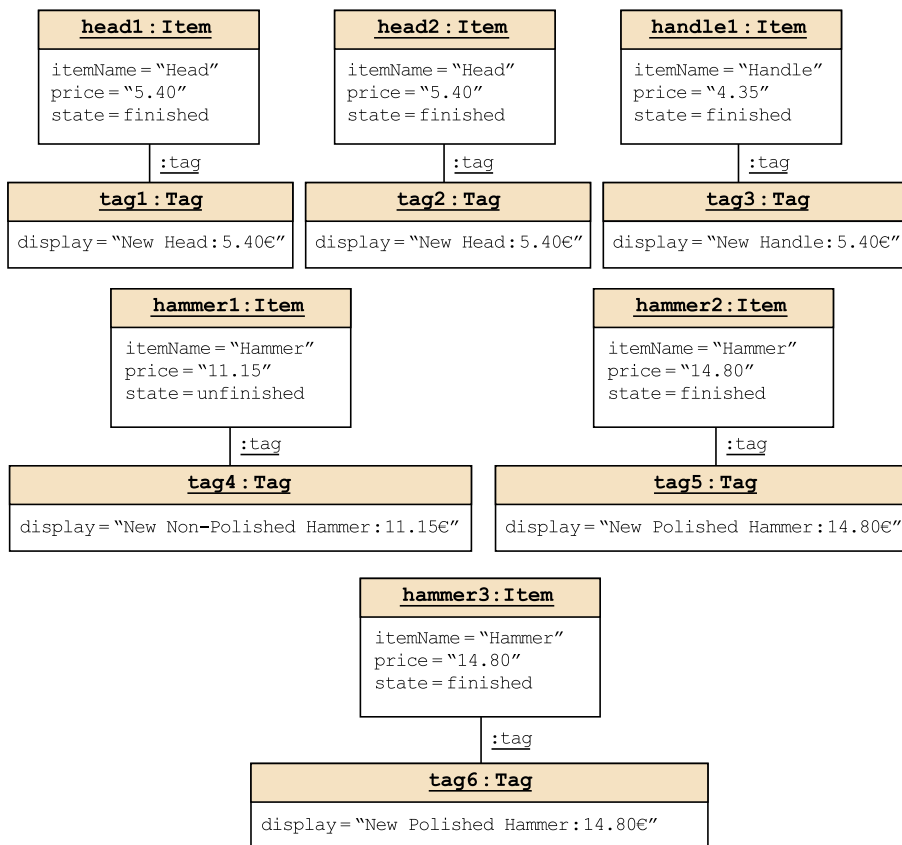 head1:Item
itemName=“Head”
price=“5.40”
state=finished
:tag
tag1:Tag
display=“New Head:5.40€”
head2:Item
itemName=“Head”
price=“5.40”
state=finished
:tag
tag2:Tag
display=“New Head:5.40€”
handle1:Item
itemName=“Handle”
price=“4.35”
state=finished
:tag
tag3:Tag
display=“New Handle:5.40€”
hammer1:Item
itemName=“Hammer”
price=“11.15”
state=unfinished
:tag
tag4:Tag
display=“New Non-Polished Hammer:11.15€”
hammer2:Item
itemName=“Hammer”
price=“14.80”
state=finished
:tag
tag5:Tag
display=“New Polished Hammer:14.80€”
hammer3:Item
itemName=“Hammer”
price=“14.80”
state=finished
:tag
tag6:Tag
display=“New Polished Hammer:14.80€”